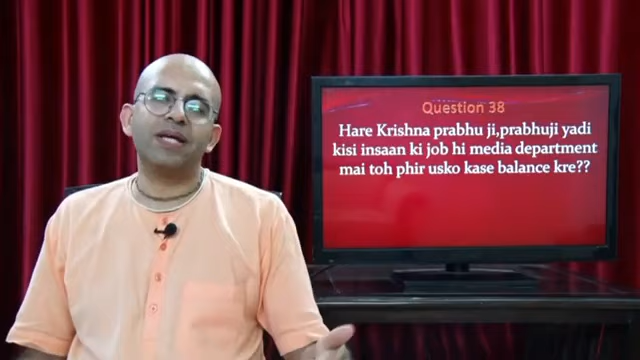 Question 38
Hare Krishna prabhu ji,prabhuji yadi
kisi insaan ki job hi media department
mai toh phir usko kase balance kre??